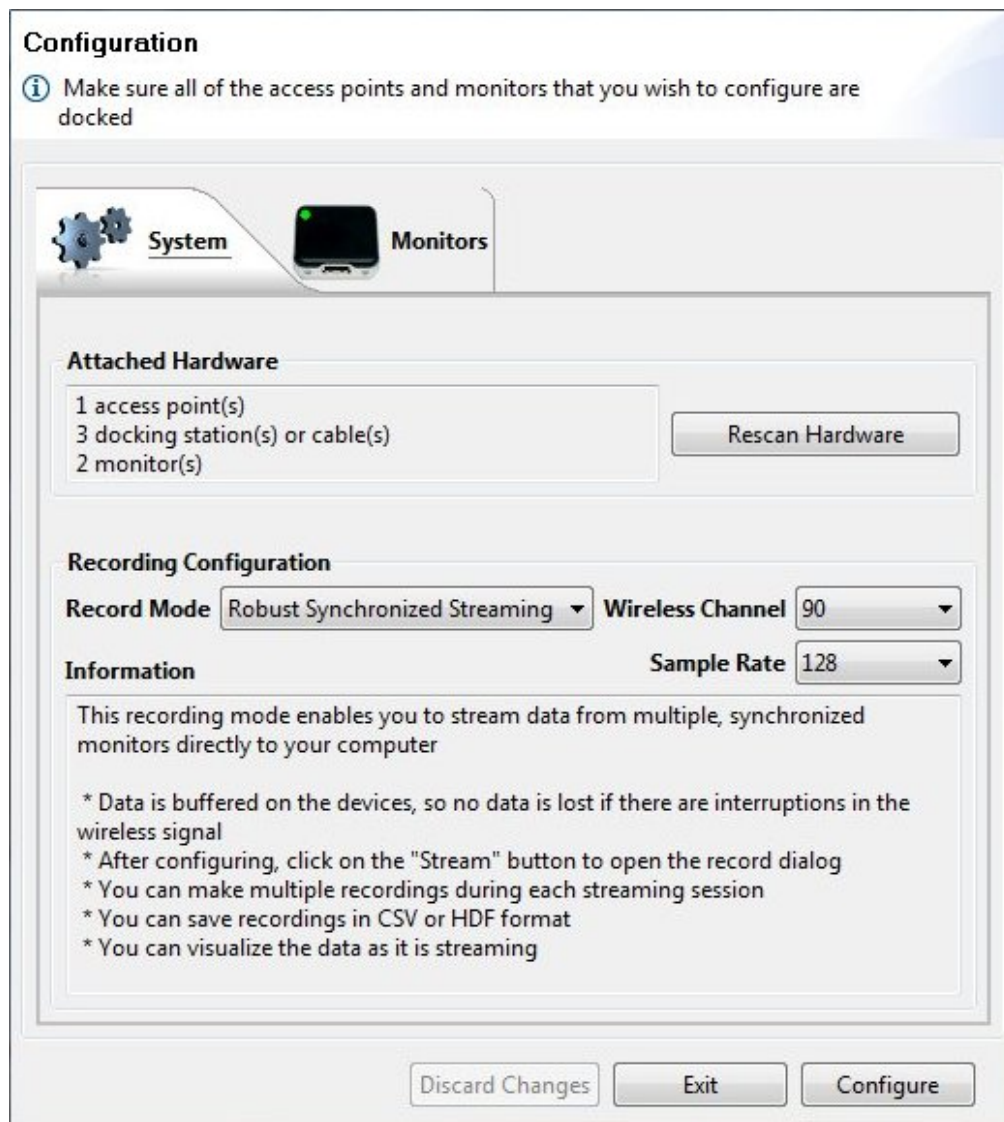 Configuration
Make sure all of the access points and monitors that you wish to configure are
docked
System
Monitors
Attached Hardware
1 access point(s)
3 docking station(s) or cable(s)
2 monitor(s)
Rescan Hardware
Recording Configuration
Record Mode Robust Synchronized Streaming Wireless Channel 90
Sample Rate 128
Information
This recording mode enables you to stream data from multiple, synchronized
monitors directly to your computer
* Data is buffered on the devices, so no data is lost if there are interruptions in the
wireless signal
* After configuring, click on the "Stream" button to open the record dialog
* You can make multiple recordings during each streaming session
* You can save recordings in CSV or HDF format
* You can visualize the data as it is streaming
Discard Changes Exit Configure